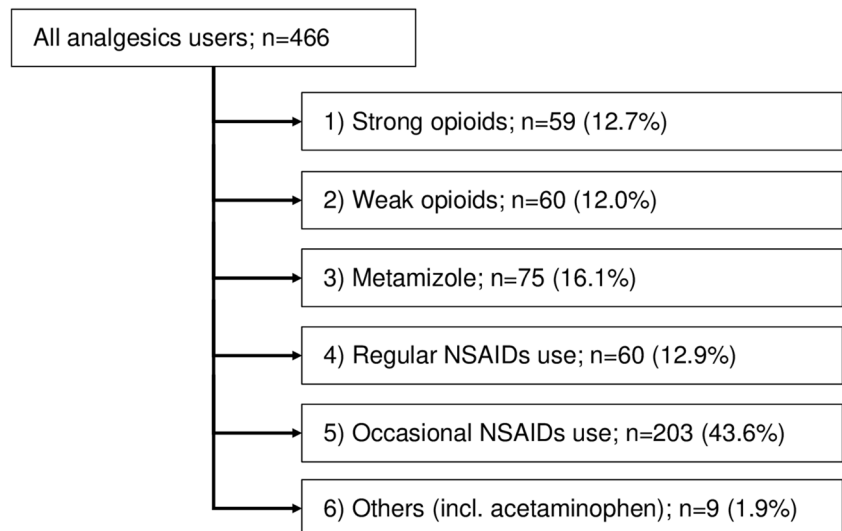 All analgesics users; n=466
1) Strong opioids; n=59 (12.7%)
2) Weak opioids; n=60 (12.0%)
3) Metamizole; n=75 (16.1%)
4) Regular NSAIDs use; n=60 (12.9%)
5) Occasional NSAIDs use; n=203 (43.6%)
6) Others (incl. acetaminophen); n=9 (1.9%)